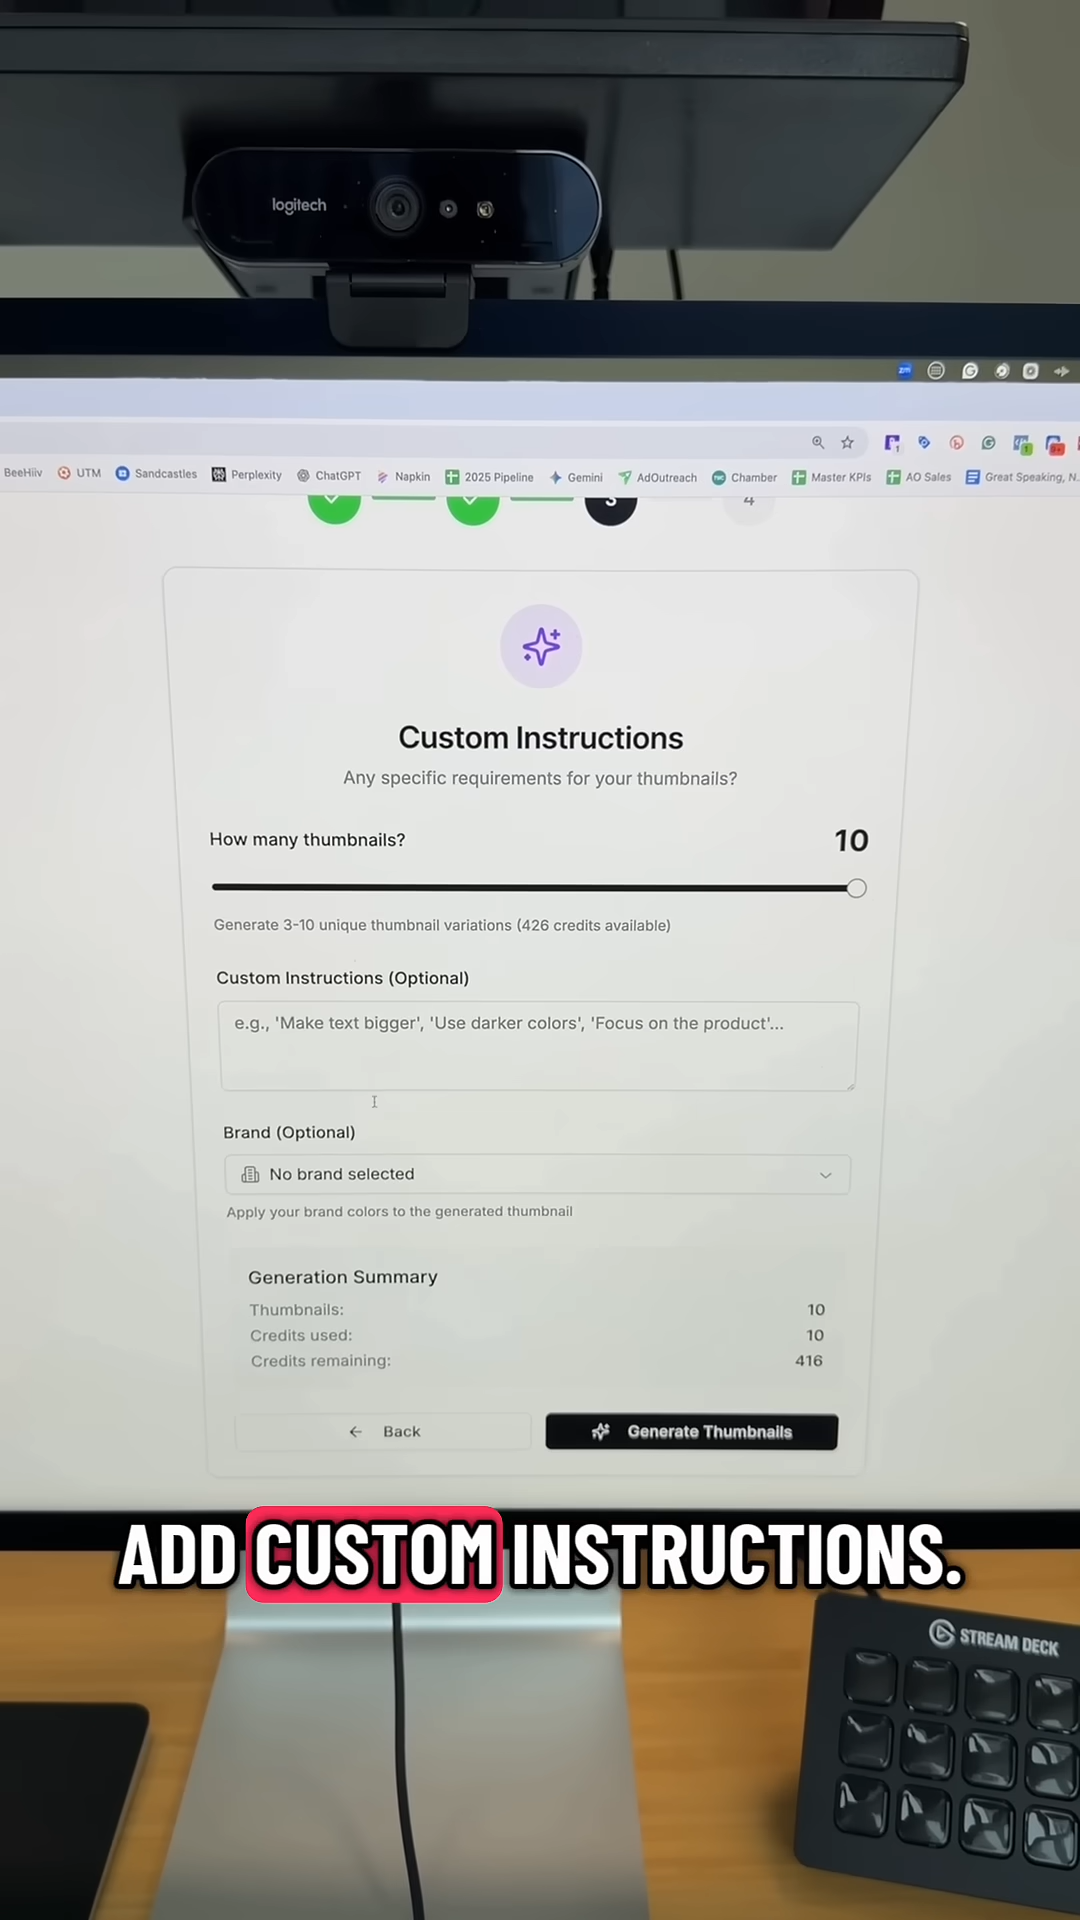 logitech
zm
BeeHiiv UTM Sandcastles Perplexity ChatGPT Napkin 2025 Pipeline Gemini AdOutreach Chamber Master KPIs AO Sales Great Speaking, N.
3 4
Custom Instructions
Any specific requirements for your thumbnails?
How many thumbnails? 10
Generate 3-10 unique thumbnail variations (426 credits available)
Custom Instructions (Optional)
e.g., 'Make text bigger', 'Use darker colors', 'Focus on the product'...
Brand (Optional)
No brand selected
Apply your brand colors to the generated thumbnail
Generation Summary
Thumbnails: 10
Credits used: 10
Credits remaining: 416
Back Generate Thumbnails
ADD CUSTOM INSTRUCTIONS.
STREAM DECK